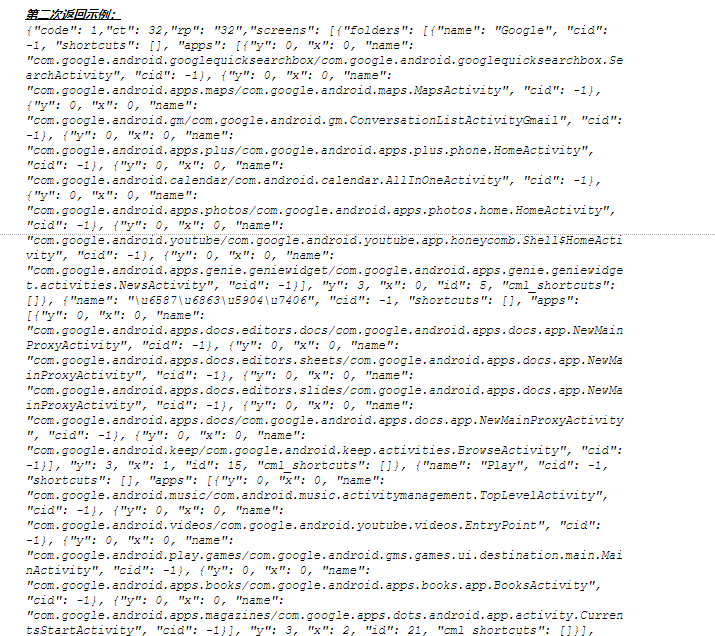 第二次返回示例：
{"code": 1,"ct": 32,"rp": "32","screens": [{"folders": [{"name": "Google", "cid":
-1, "shortcuts": [], "apps": [{"y": 0, "x": 0, "name":
"com.google.android.googlequicksearchbox/com.google.android.googlequicksearchbox.Se
archActivity", "cid": -1}, {"y": 0, "x": 0, "name":
"com.google.android.apps.maps/com.google.android.maps.MapsActivity", "cid": -1},
{"y": 0, "x": 0, "name":
"com.google.android.gm/com.google.android.gm.ConversationListActivityGmail", "cid":
-1}, {"y": 0, "x": 0, "name":
"com.google.android.apps.plus/com.google.android.apps.plus.phone.HomeActivity",
"cid": -1}, {"y": 0, "x": 0, "name":
"com.google.android.calendar/com.android.calendar.AllInOneActivity", "cid": -1},
{"y": 0, "x": 0, "name":
"com.google.android.apps.photos/com.google.android.apps.photos.home.HomeActivity",
"cid": -1}, {"y": 0, "x": 0, "name":
"com.google.android.youtube/com.google.android.youtube.app.honeycomb.Shell$HomeActi
vity", "cid": -1}, {"y": 0, "x": 0, "name":
"com.google.android.apps.genie.geniewidget/com.google.android.apps.genie.geniewidge
t.activities.NewsActivity", "cid": -1}], "y": 3, "x": 0, "id": 5, "cml_shortcuts":
[]}, {"name": "\u6587\u6863\u5904\u7406", "cid": -1, "shortcuts": [], "apps":
[{"y": 0, "x": 0, "name":
"com.google.android.apps.docs.editors.docs/com.google.android.apps.docs.app.NewMain
ProxyActivity", "cid": -1}, {"y": 0, "x": 0, "name":
"com.google.android.apps.docs.editors.sheets/com.google.android.apps.docs.app.NewMa
inProxyActivity", "cid": -1}, {"y": 0, "x": 0, "name":
"com.google.android.apps.docs.editors.slides/com.google.android.apps.docs.app.NewMa
inProxyActivity", "cid": -1}, {"y": 0, "x": 0, "name":
"com.google.android.apps.docs/com.google.android.apps.docs.app.NewMainProxyActivity
", "cid": -1}, {"y": 0, "x": 0, "name":
"com.google.android.keep/com.google.android.keep.activities.BrowseActivity", "cid":
-1}], "y": 3, "x": 1, "id": 15, "cml_shortcuts": []}, {"name": "Play", "cid": -1,
"shortcuts": [], "apps": [{"y": 0, "x": 0, "name":
"com.google.android.music/com.android.music.activitymanagement.TopLevelActivity",
"cid": -1}, {"y": 0, "x": 0, "name":
"com.google.android.videos/com.google.android.youtube.videos.EntryPoint", "cid":
-1}, {"y": 0, "x": 0, "name":
"com.google.android.play.games/com.google.android.gms.games.ui.destination.main.Mai
nActivity", "cid": -1}, {"y": 0, "x": 0, "name":
"com.google.android.apps.books/com.google.android.apps.books.app.BooksActivity",
"cid": -1}, {"y": 0, "x": 0, "name":
"com.google.android.apps.magazines/com.google.apps.dots.android.app.activity.Curren
tsStartActivity", "cid": -1}], "y": 3, "x": 2, "id": 21, "cml_shortcuts": []}],